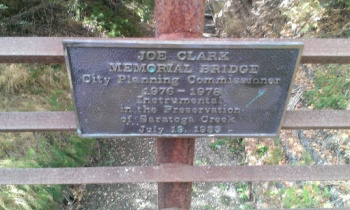 JOE CLARK
MEMORIAL BRIDGE
City Planning Commissioner
1976 - 1978
Instrumental
in the Preservation
of Saratoga Creek
July 19,